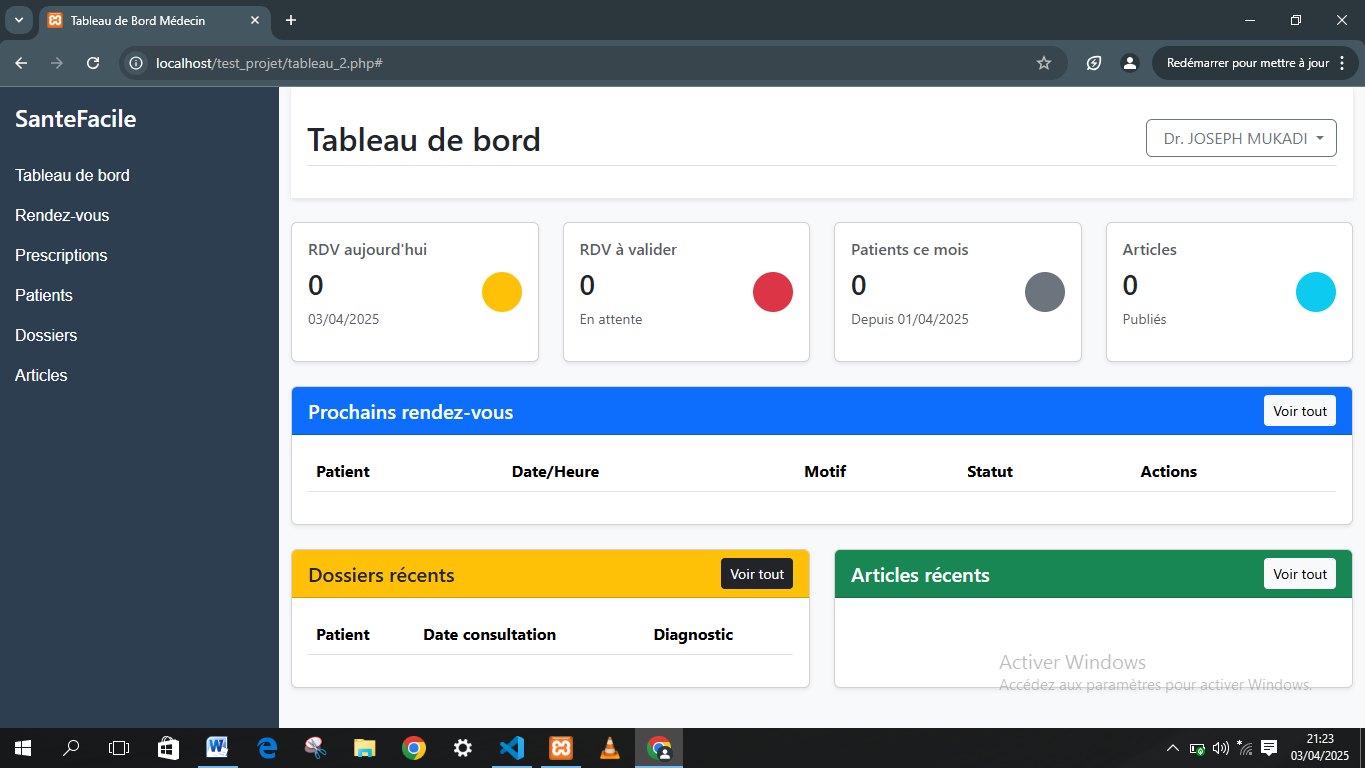 Tableau de Bord Médecin
localhost/test_projet/tableau_2.php#
Redémarrer pour mettre à jour
SanteFacile
Tableau de bord
Rendez-vous
Prescriptions
Patients
Dossiers
Articles
Tableau de bord
Dr. JOSEPH MUKADI
RDV aujourd'hui
0
03/04/2025
RDV à valider
0
En attente
Patients ce mois
0
Depuis 01/04/2025
Articles
0
Publiés
Prochains rendez-vous
Voir tout
Patient Date/Heure Motif Statut Actions
Dossiers récents
Voir tout
Patient Date consultation Diagnostic
Articles récents
Voir tout
Activer Windows
Accédez aux paramètres pour activer Windows.
21:23
03/04/2025